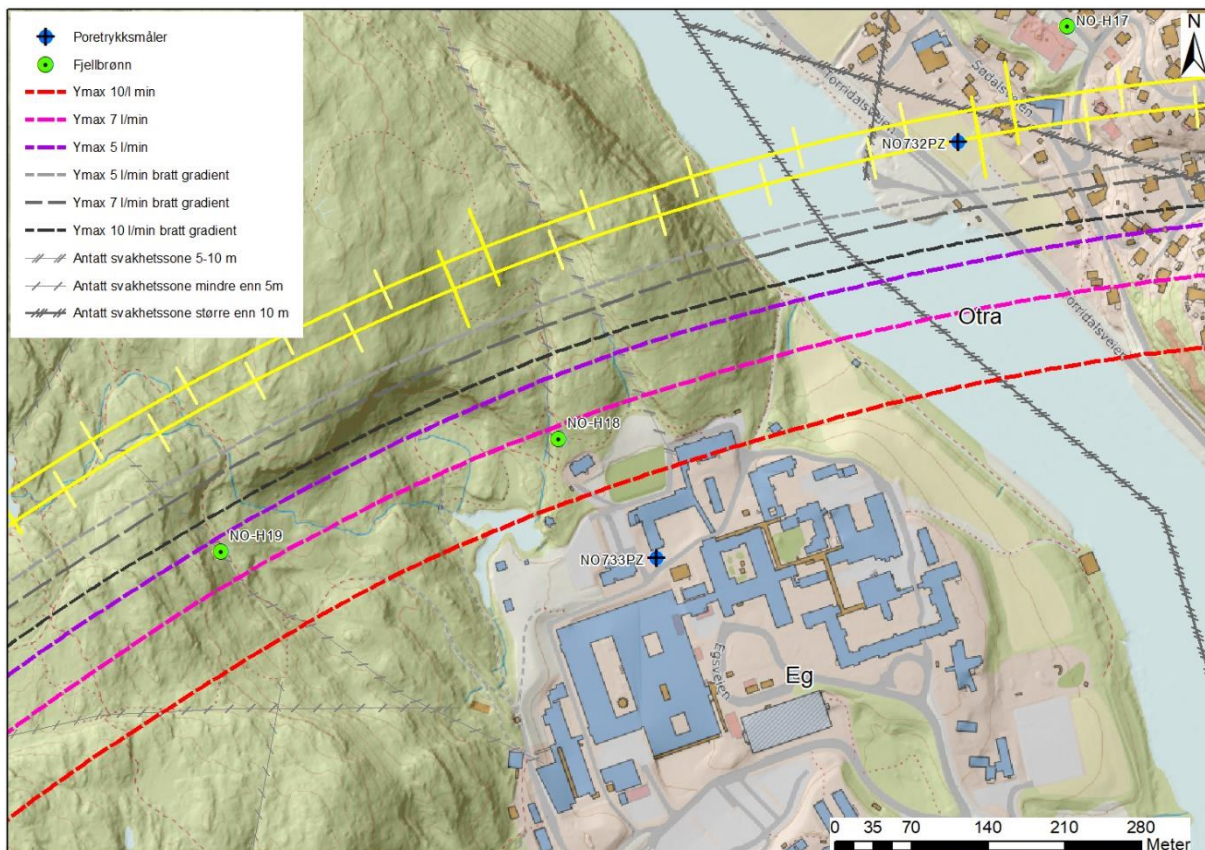 Poretrykksmåler
Fjellbrønn
Ymax 10/l min
Ymax 7 l/min
Ymax 5 l/min
Ymax 5 l/min bratt gradient
Ymax 7 l/min bratt gradient
Ymax 10 l/min bratt gradient
Antatt svakhetssone 5-10 m
Antatt svakhetssone mindre enn 5m
Antatt svakhetssone større enn 10 m
NO-H17
N
Torridalsveien
Sødalsveien
NO732PZ
Otra
Torridalsveien
NO-H18
NO-H19
NO733PZ
Egsveien
Eg
0 35 70 140 210 280
Meter